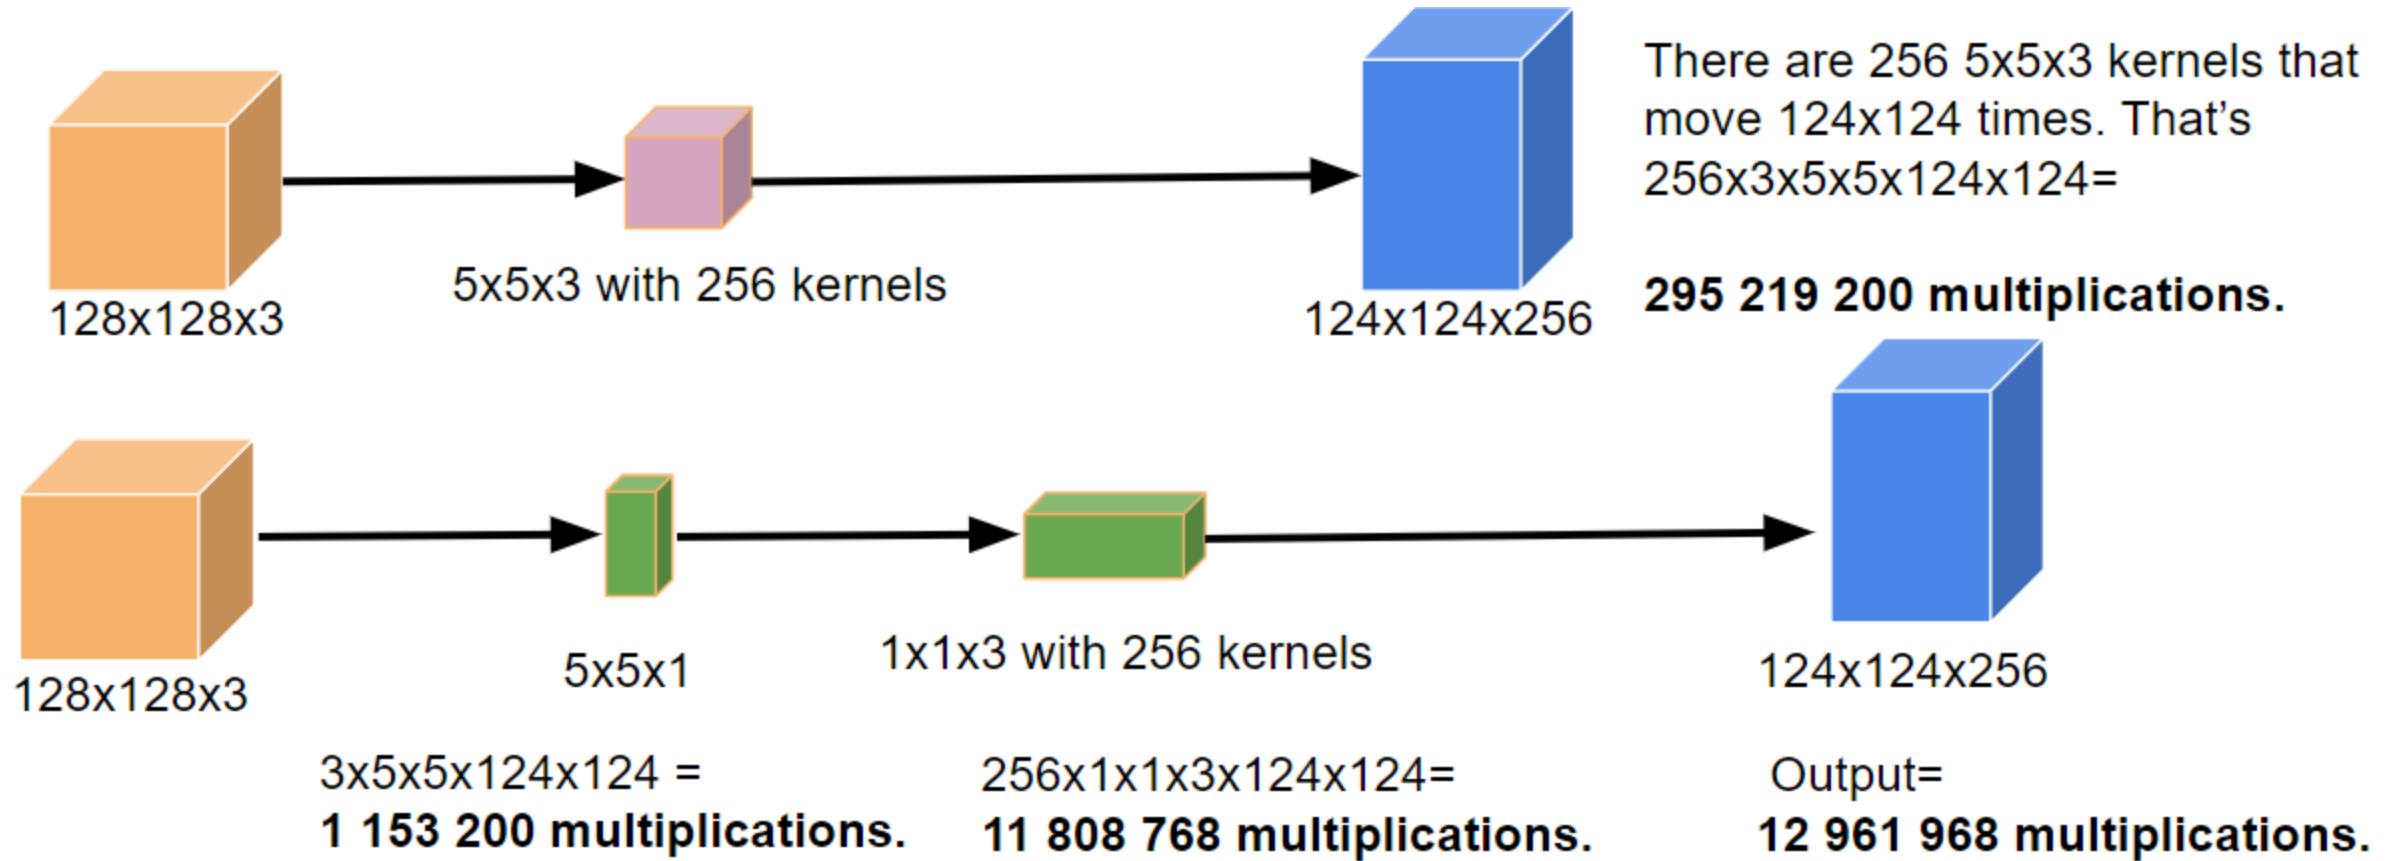 There are 256 5x5x3 kernels that
move 124x124 times. That’s
256x3x5x5x124x124=
5x5x3 with 256 kernels
295 219 200 multiplications.
128x128x3
124x124x256
1x1x3 with 256 kernels
5x5x1
124x124x256
128x128x3
3x5x5x124x124 =
1 153 200 multiplications.
256x1x1x3x124x124=
11 808 768 multiplications.
Output=
12 961 968 multiplications.